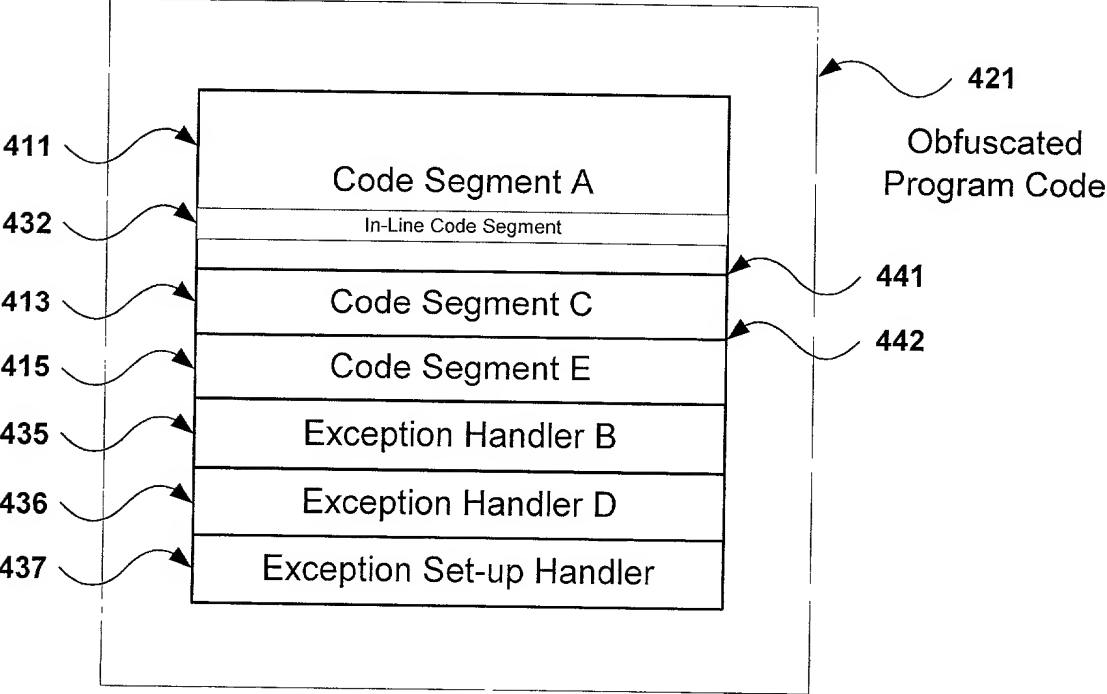 421
Obfuscated
Program Code
411
Code Segment A
432
In-Line Code Segment
441
413
Code Segment C
442
415
Code Segment E
435
Exception Handler B
436
Exception Handler D
437
Exception Set-up Handler